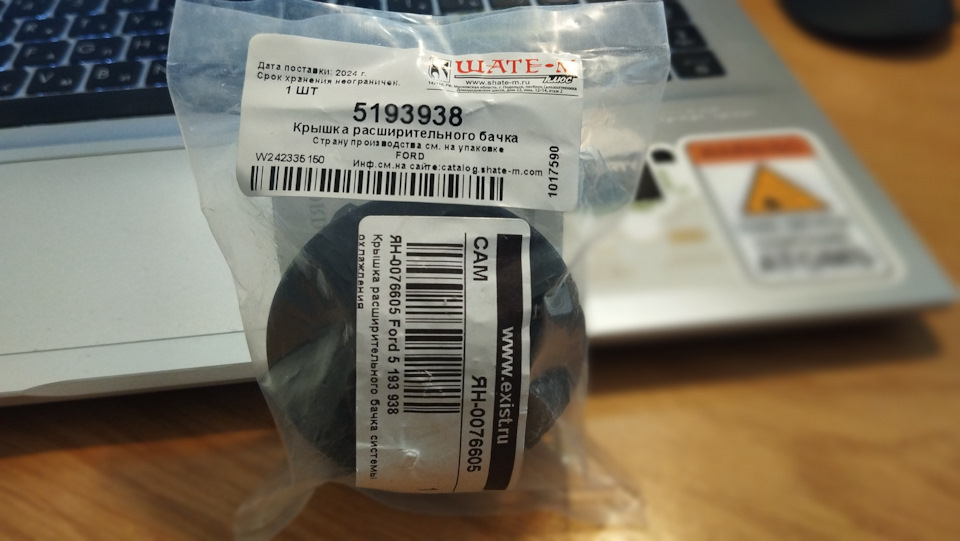 Дата поставки: 2024 г.
Срок хранения неограничен.
1 ШТ
ШАТЕ-М
ПЛЮС
www.shate-m.ru
5193938
Крышка расширительного бачка
Страну производства см. на упаковке
FORD
W242335150
Инф.см.на сайте:catalog.shate-m.com
1017590
www.exist.ru
САМ
ЯН-0076605
ЯН-0076605 Ford 5 193 938
Крышка расширительного бачка системы
охлаждения